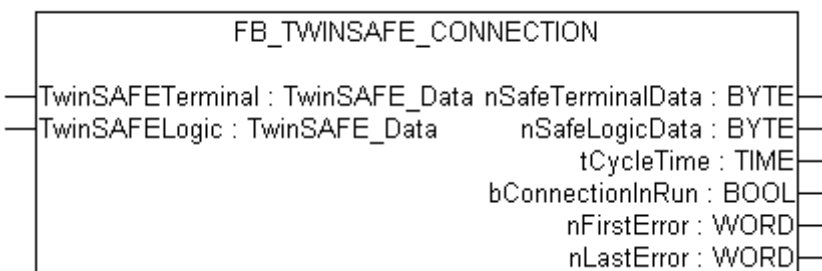 FB_TWINSAFE_CONNECTION
TwinSAFETerminal : TwinSAFE_Data nSafeTerminalData : BYTE
TwinSAFELogic : TwinSAFE_Data nSafeLogicData : BYTE
tCycleTime : TIME
bConnectionInRun : BOOL
nFirstError : WORD
nLastError : WORD